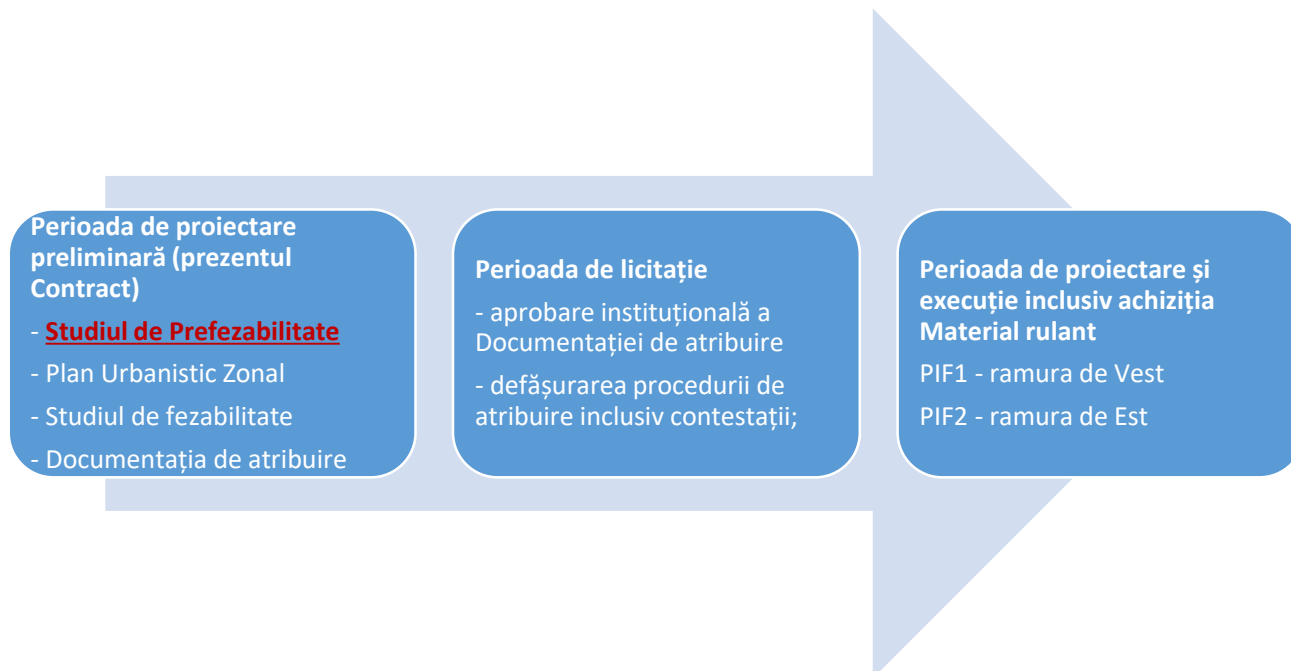 Perioada de proiectare
preliminară (prezentul
Contract)
- Studiul de Prefezabilitate
- Plan Urbanistic Zonal
- Studiul de fezabilitate
- Documentația de atribuire
Perioada de licitație
- aprobare instituțională a
Documentației de atribuire
- defășurarea procedurii de
atribuire inclusiv contestații;
Perioada de proiectare și
execuție inclusiv achiziția
Material rulant
PIF1 - ramura de Vest
PIF2 - ramura de Est